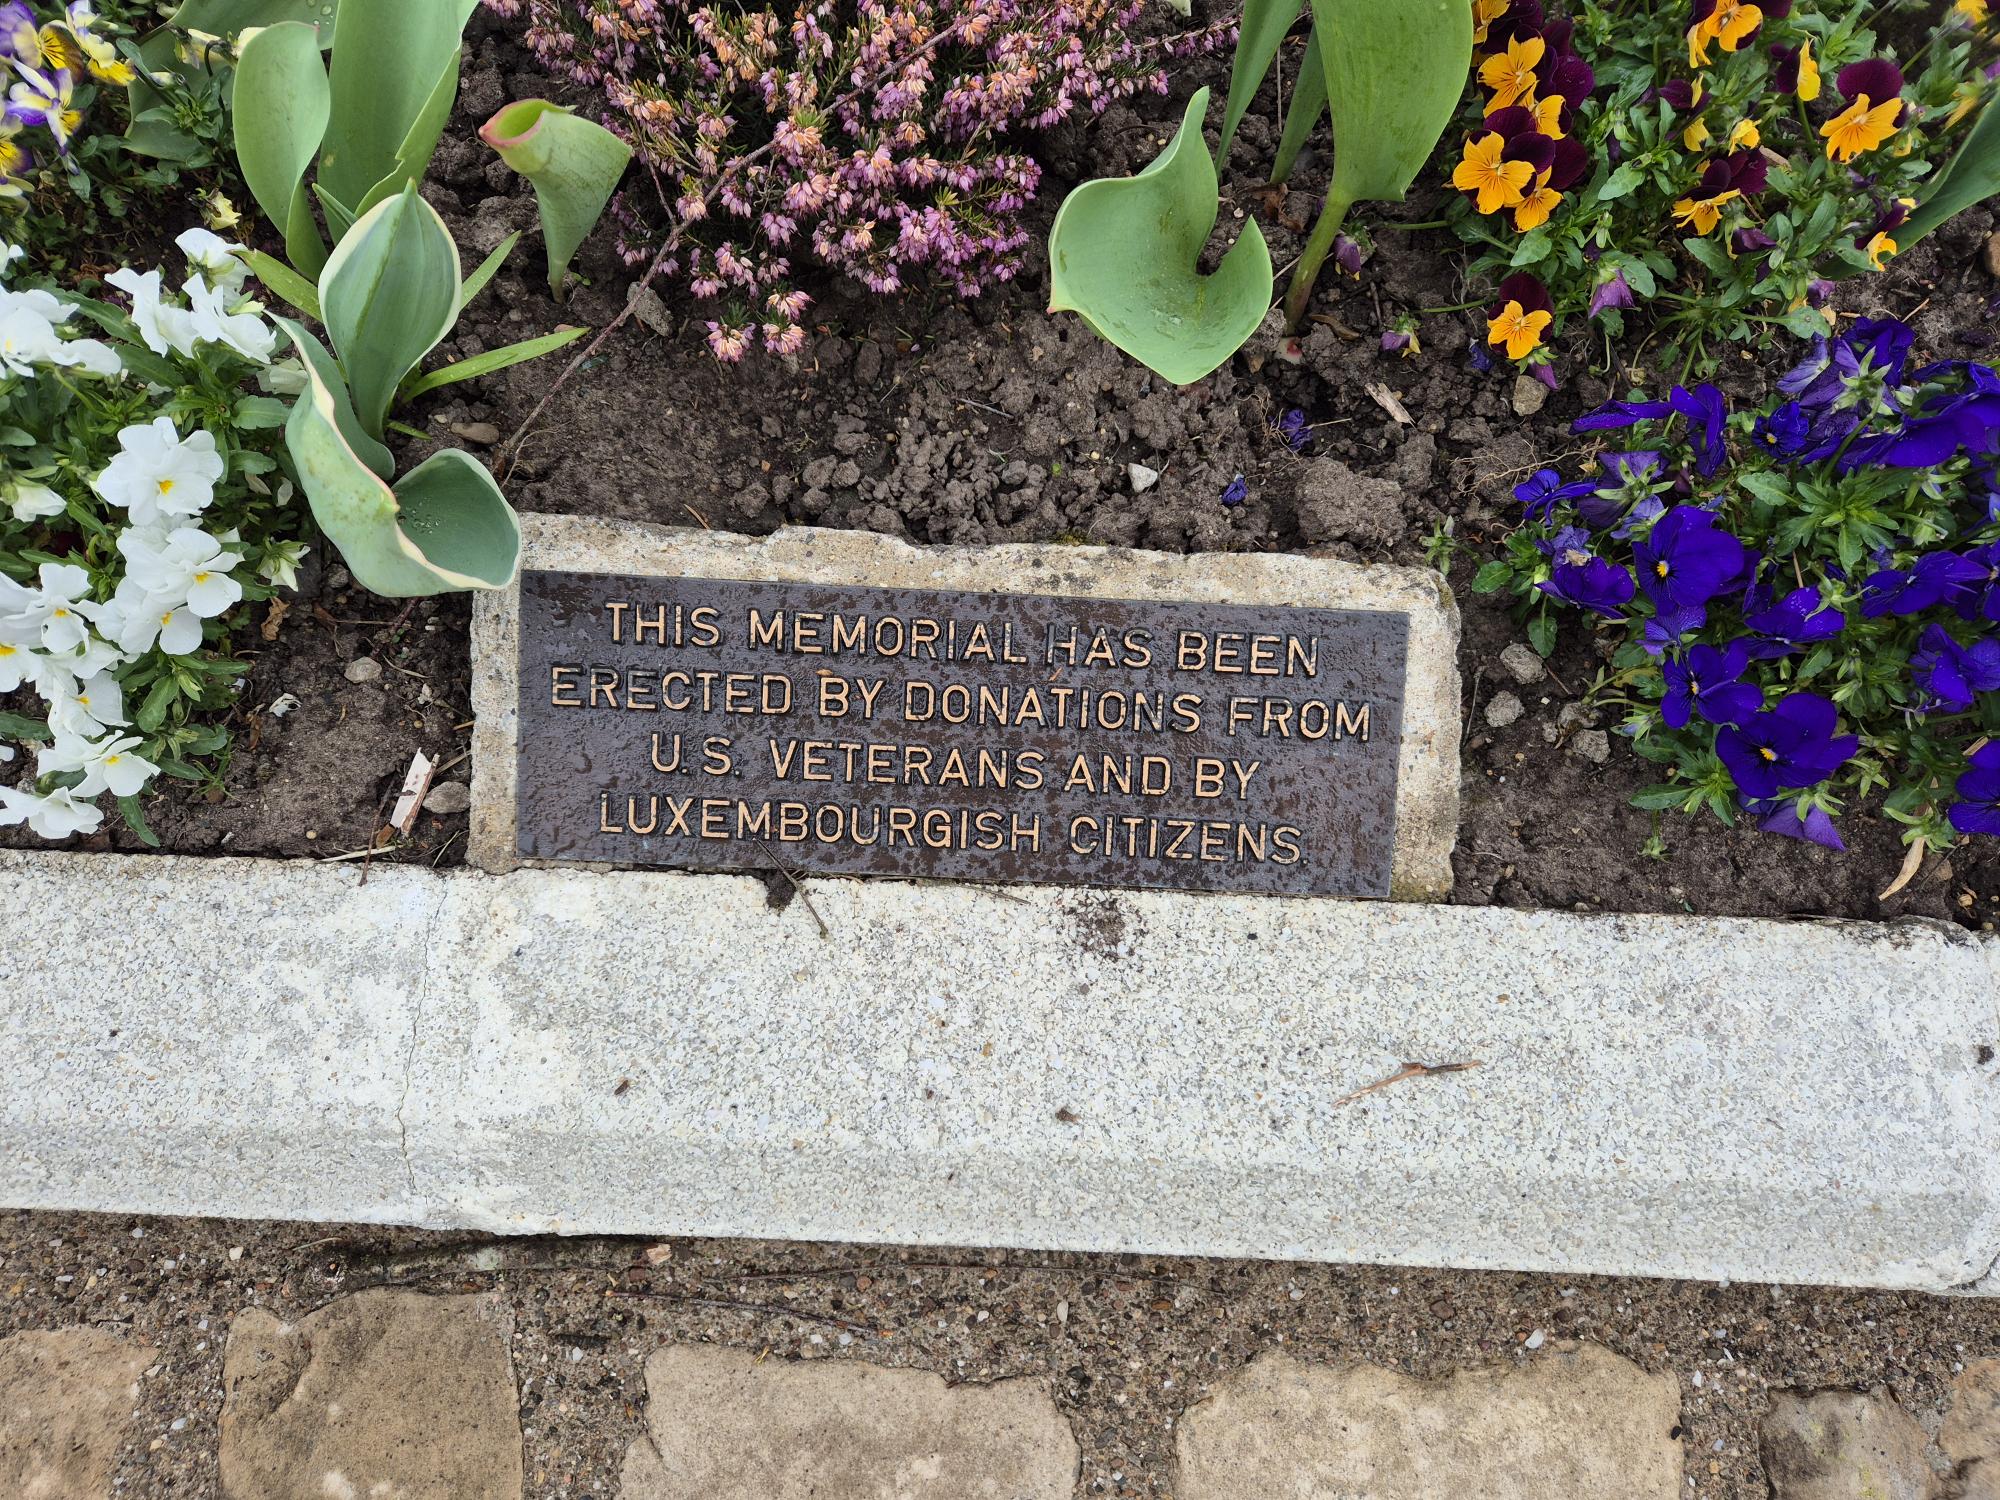 THIS MEMORIAL HAS BEEN
ERECTED BY DONATIONS FROM
U.S. VETERANS AND BY
LUXEMBOURGISH CITIZENS.